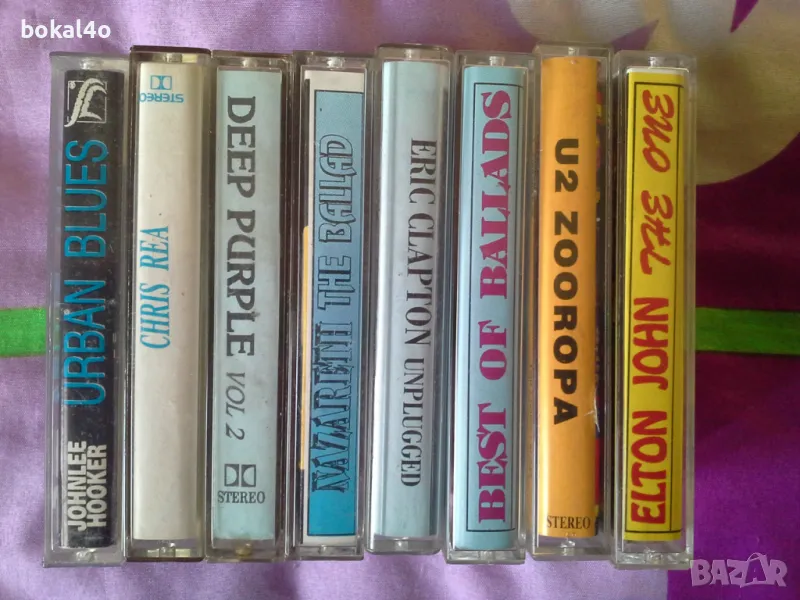 bokal4o
JOHNLEE
HOOKER
URBAN BLUES
CHRIS REA
STEREO
DEEP PURPLE VOL 2
STEREO
NAZARETH THE BALLAD
ERIC CLAPTON UNPLUGGED
BEST OF BALLADS
U2 ZOOROPA
STEREO
ELTON JOHN THE ONE
BAZAR